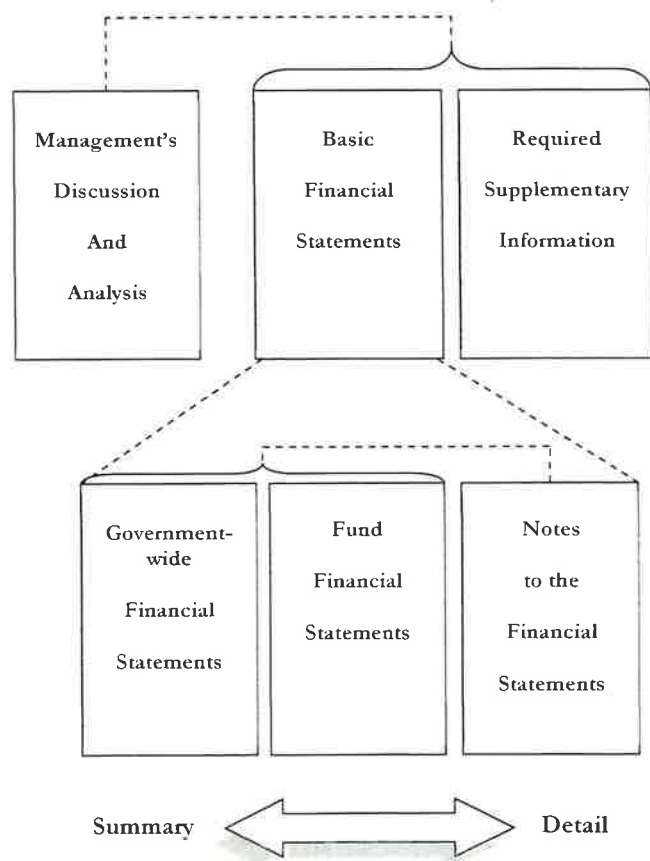 Management's
Discussion
And
Analysis
Basic
Financial
Statements
Required
Supplementary
Information
Government-
wide
Financial
Statements
Fund
Financial
Statements
Notes
to the
Financial
Statements
Summary
Detail